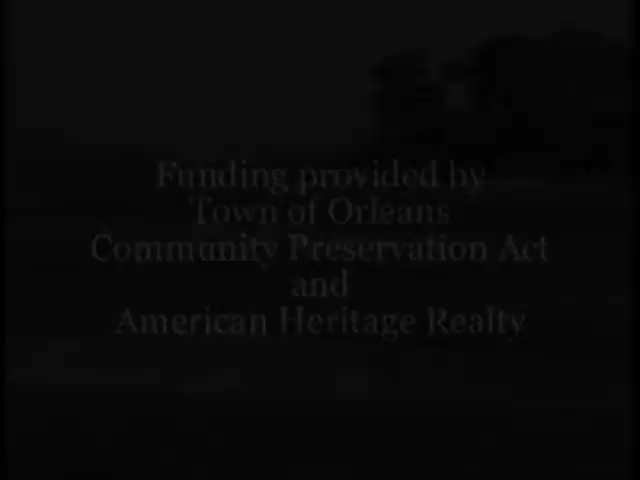 Funding provided by
Town of Orleans
Community Preservation Act
and
American Heritage Realty